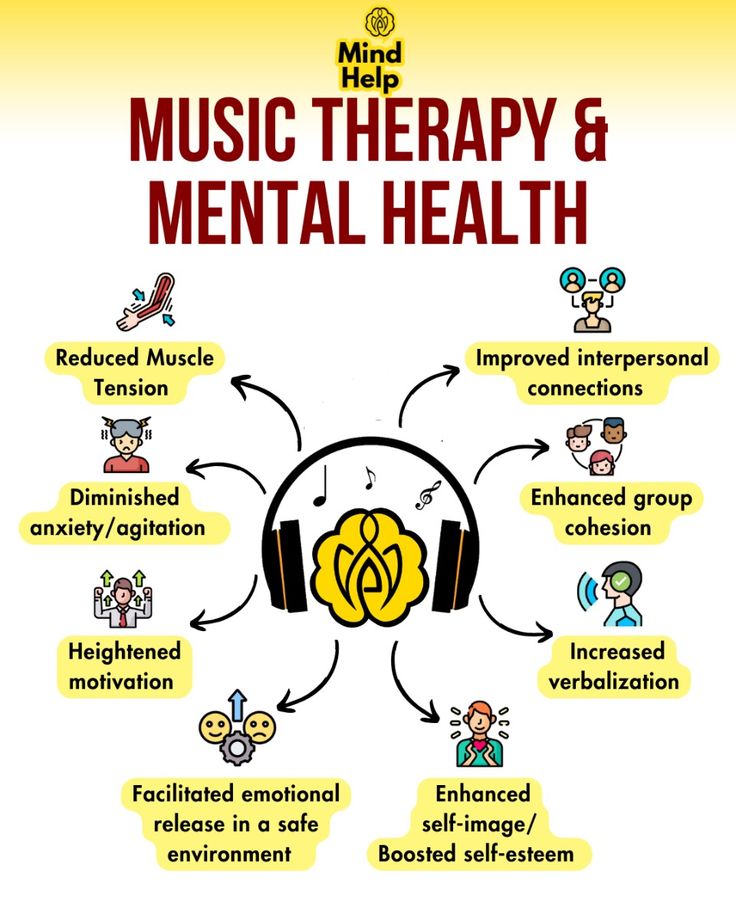 Mind
Help
MUSIC THERAPY &
MENTAL HEALTH
Reduced Muscle
Tension
Improved interpersonal
connections
Diminished
anxiety/agitation
Enhanced group
cohesion
Heightened
motivation
Increased
verbalization
Facilitated emotional
release in a safe
environment
Enhanced
self-image/
Boosted self-esteem